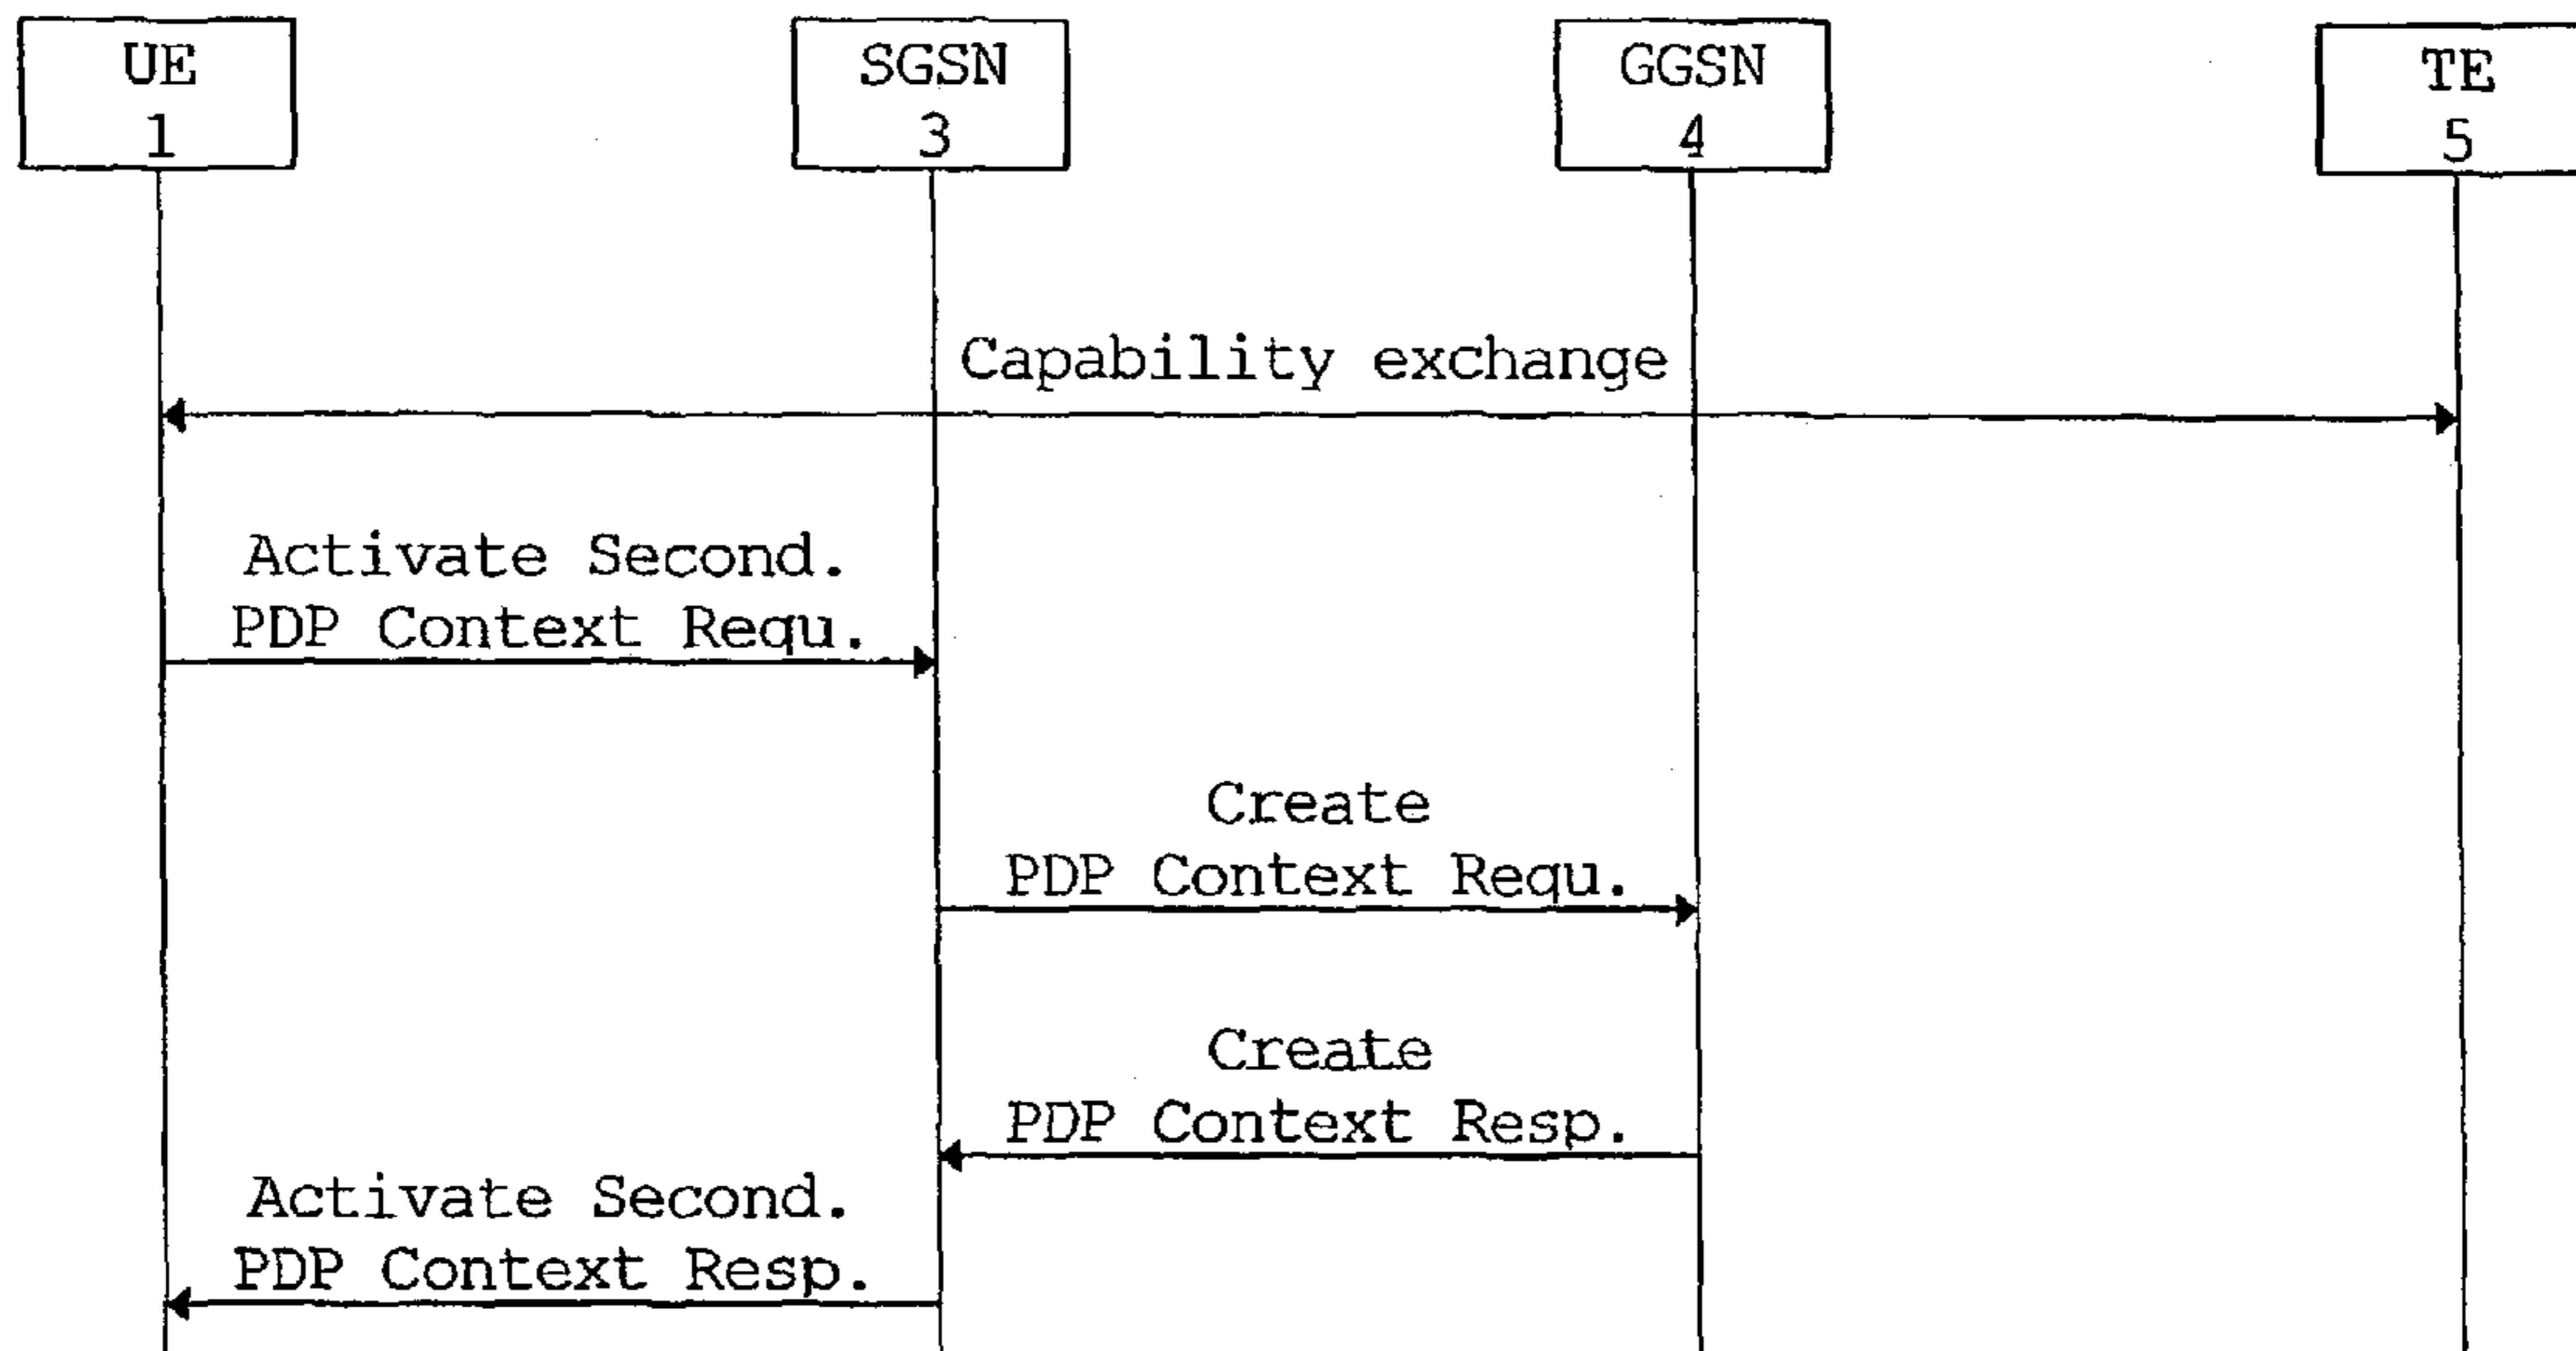 UE
1
SGSN
3
GGSN
4
TE
5
Capability exchange
Activate Second.
PDP Context Requ.
Create
PDP Context Requ.
Create
PDP Context Resp.
Activate Second.
PDP Context Resp.